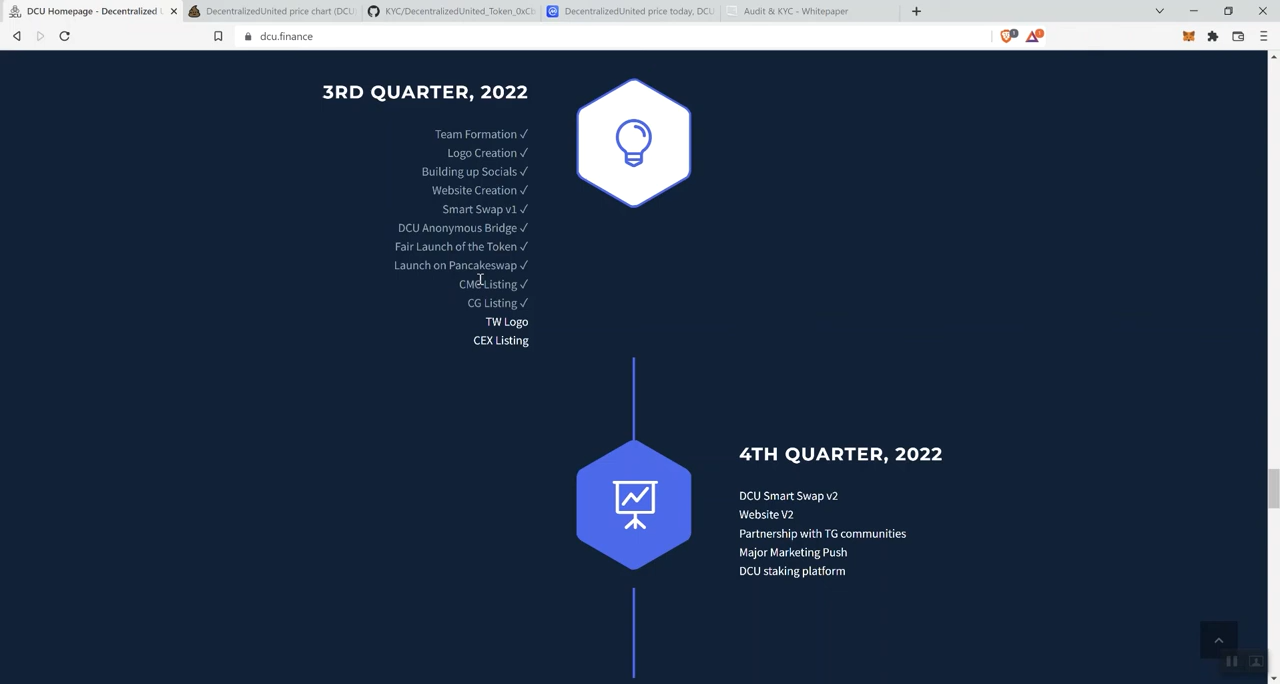 DCU Homepage - Decentralized
DecentralizedUnited price chart (DCU
KYC/DecentralizedUnited_Token_0xCb
DecentralizedUnited price today, DCU
Audit & KYC - Whitepaper
dcu.finance
1
1
3RD QUARTER, 2022
Team Formation ✓
Logo Creation ✓
Building up Socials ✓
Website Creation ✓
Smart Swap v1 ✓
DCU Anonymous Bridge ✓
Fair Launch of the Token ✓
Launch on Pancakeswap ✓
CMC Listing ✓
CG Listing ✓
TW Logo
CEX Listing
4TH QUARTER, 2022
DCU Smart Swap v2
Website V2
Partnership with TG communities
Major Marketing Push
DCU staking platform